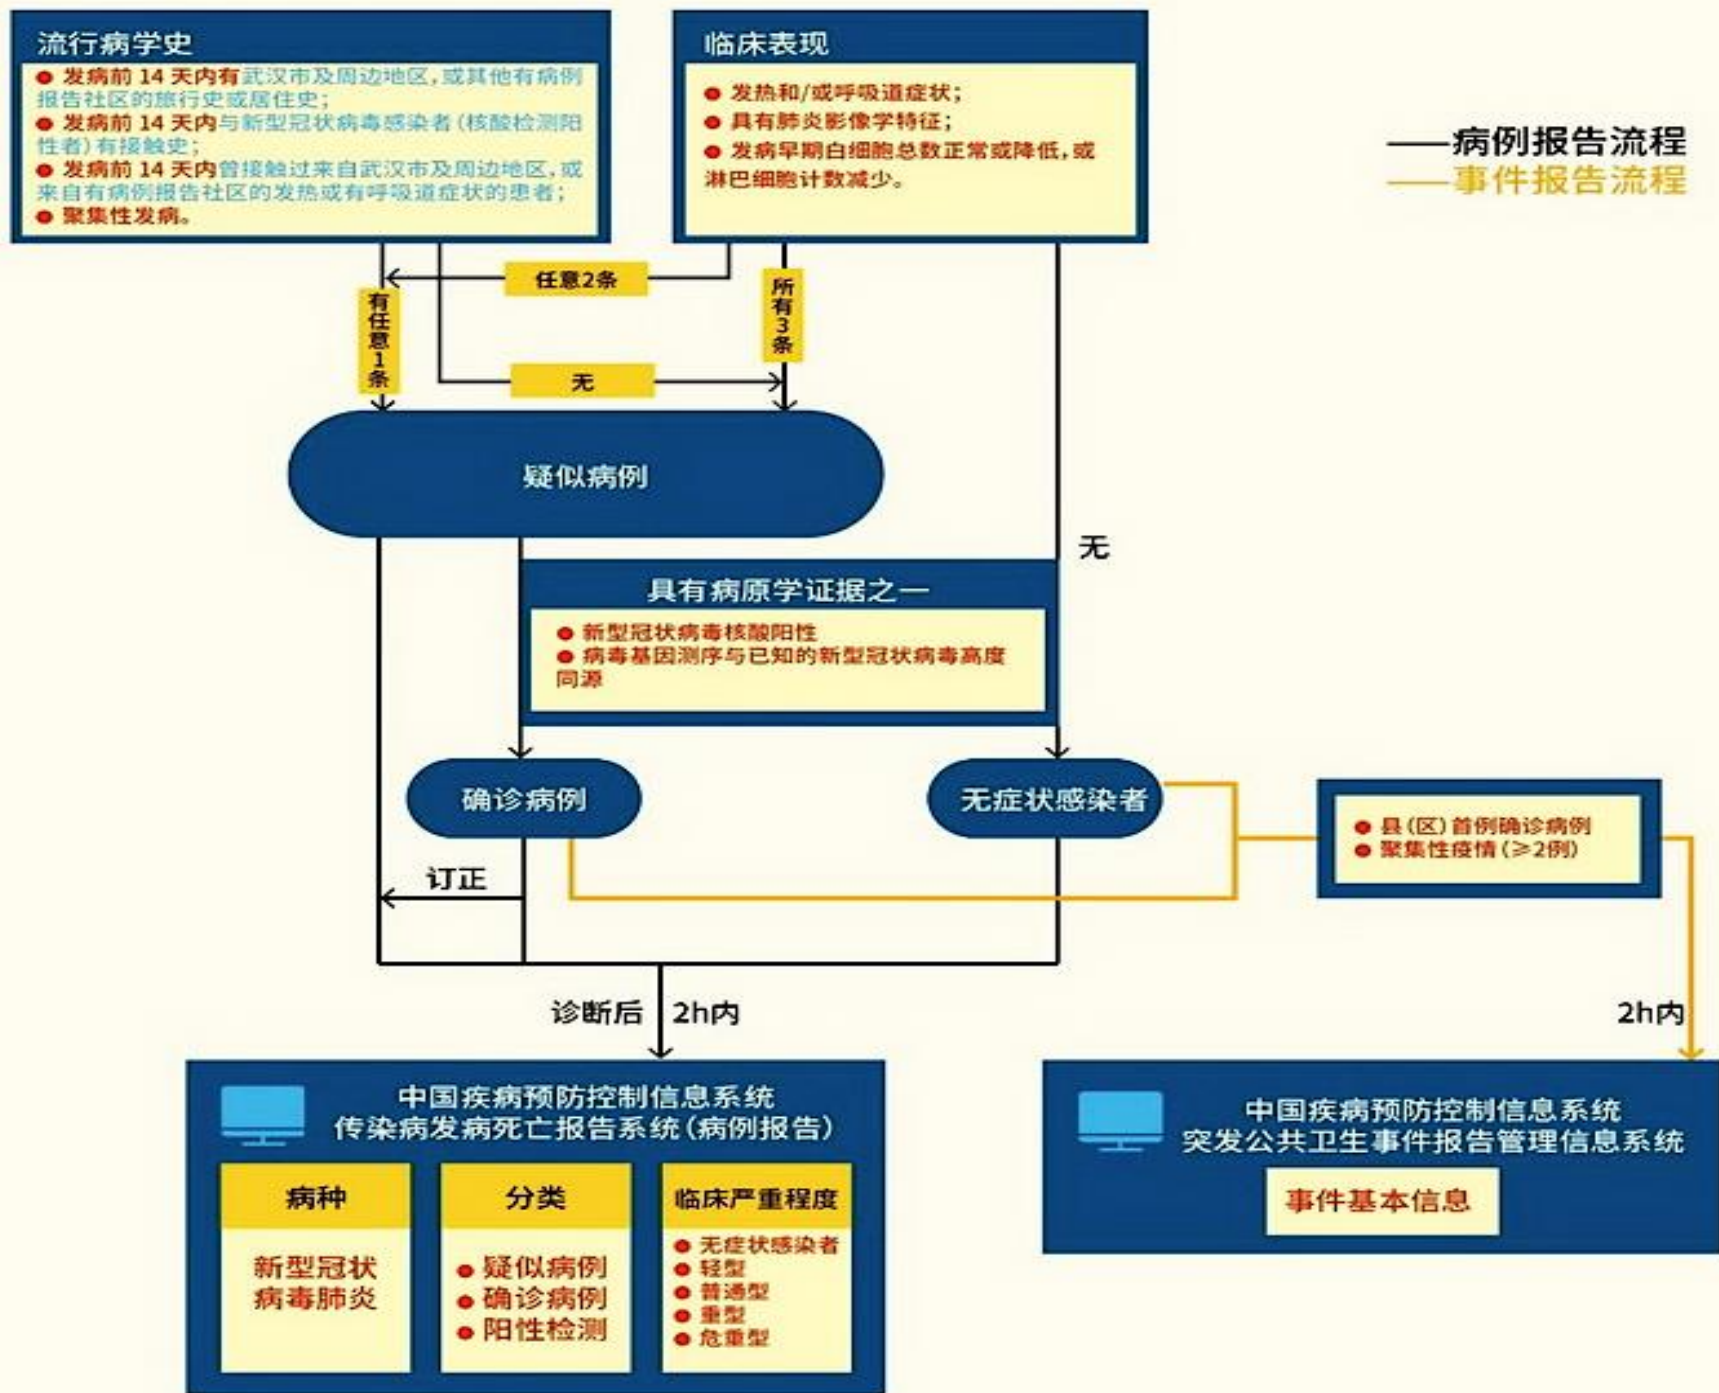 流行病学史
● 发病前 14 天内有武汉市及周边地区，或其他有病例
报告社区的旅行史或居住史；
● 发病前 14 天内与新型冠状病毒感染者（核酸检测阳
性者）有接触史；
● 发病前 14 天内曾接触过来自武汉市及周边地区，或
来自有病例报告社区的发热或有呼吸道症状的患者；
● 聚集性发病。
临床表现
● 发热和/或呼吸道症状；
● 具有肺炎影像学特征；
● 发病早期白细胞总数正常或降低，或
淋巴细胞计数减少。
病例报告流程
事件报告流程
任意2条
有任意1条
所有3条
无
疑似病例
无
具有病原学证据之一
● 新型冠状病毒核酸阳性
● 病毒基因测序与已知的新型冠状病毒高度
同源
确诊病例
无症状感染者
● 县（区）首例确诊病例
● 聚集性疫情（≥2例）
订正
诊断后 2h内
2h内
中国疾病预防控制信息系统
传染病发病死亡报告系统（病例报告）
病种
新型冠状
病毒肺炎
分类
● 疑似病例
● 确诊病例
● 阳性检测
临床严重程度
● 无症状感染者
● 轻型
● 普通型
● 重型
● 危重型
中国疾病预防控制信息系统
突发公共卫生事件报告管理信息系统
事件基本信息